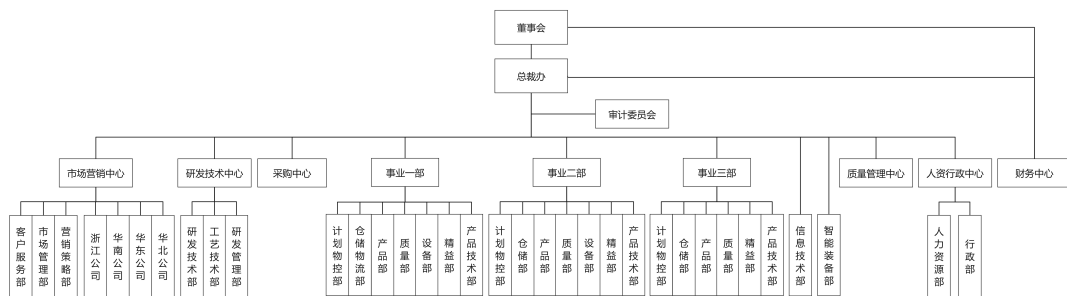 董事会
总裁办
审计委员会
市场营销中心
研发技术中心
采购中心
事业一部
事业二部
事业三部
质量管理中心
人资行政中心
财务中心
客户服务部
市场管理部
营销策略部
浙江公司
华南公司
华东公司
华北公司
研发技术部
工艺技术部
研发管理部
计划物控部
仓储物流部
产品部
质量部
设备部
精益部
产品技术部
计划物控部
仓储部
产品部
质量部
设备部
精益部
产品技术部
计划物控部
仓储部
产品部
质量部
精益部
产品技术部
信息技术部
智能装备部
人力资源部
行政部